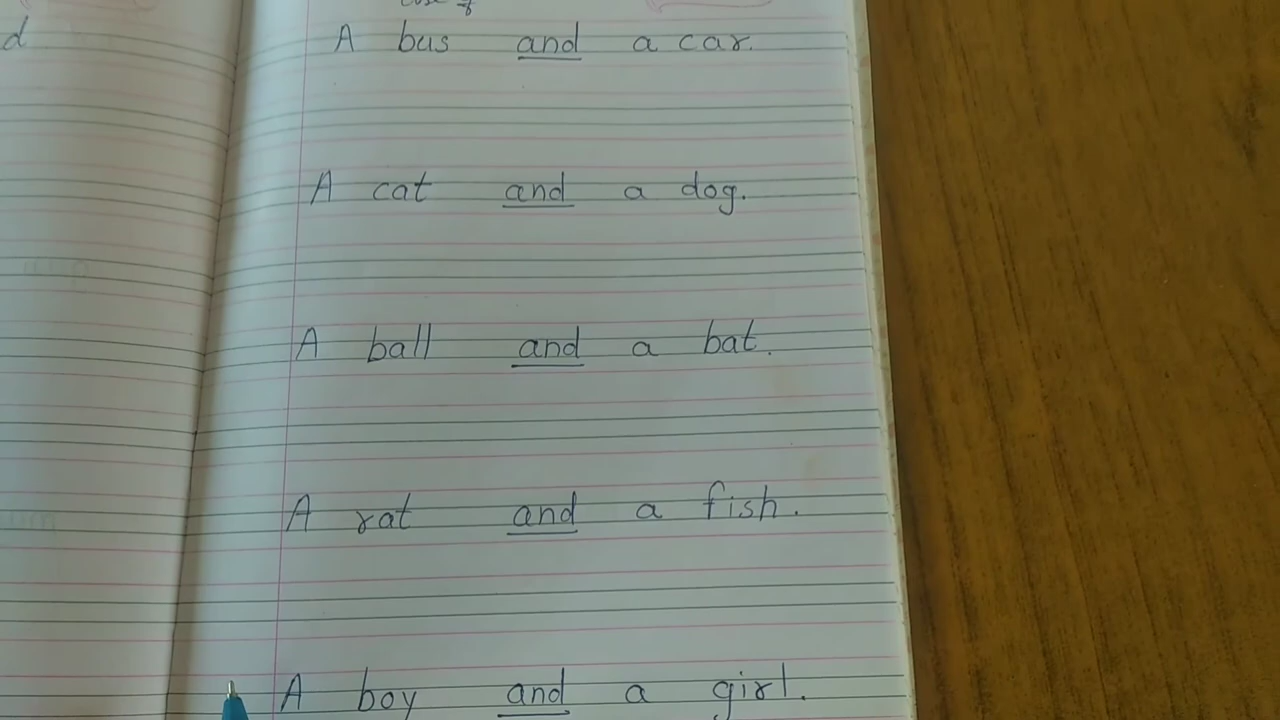 d
A bus and a car.
A cat and a dog.
A ball and a bat.
A rat and a fish.
A boy and a girl.